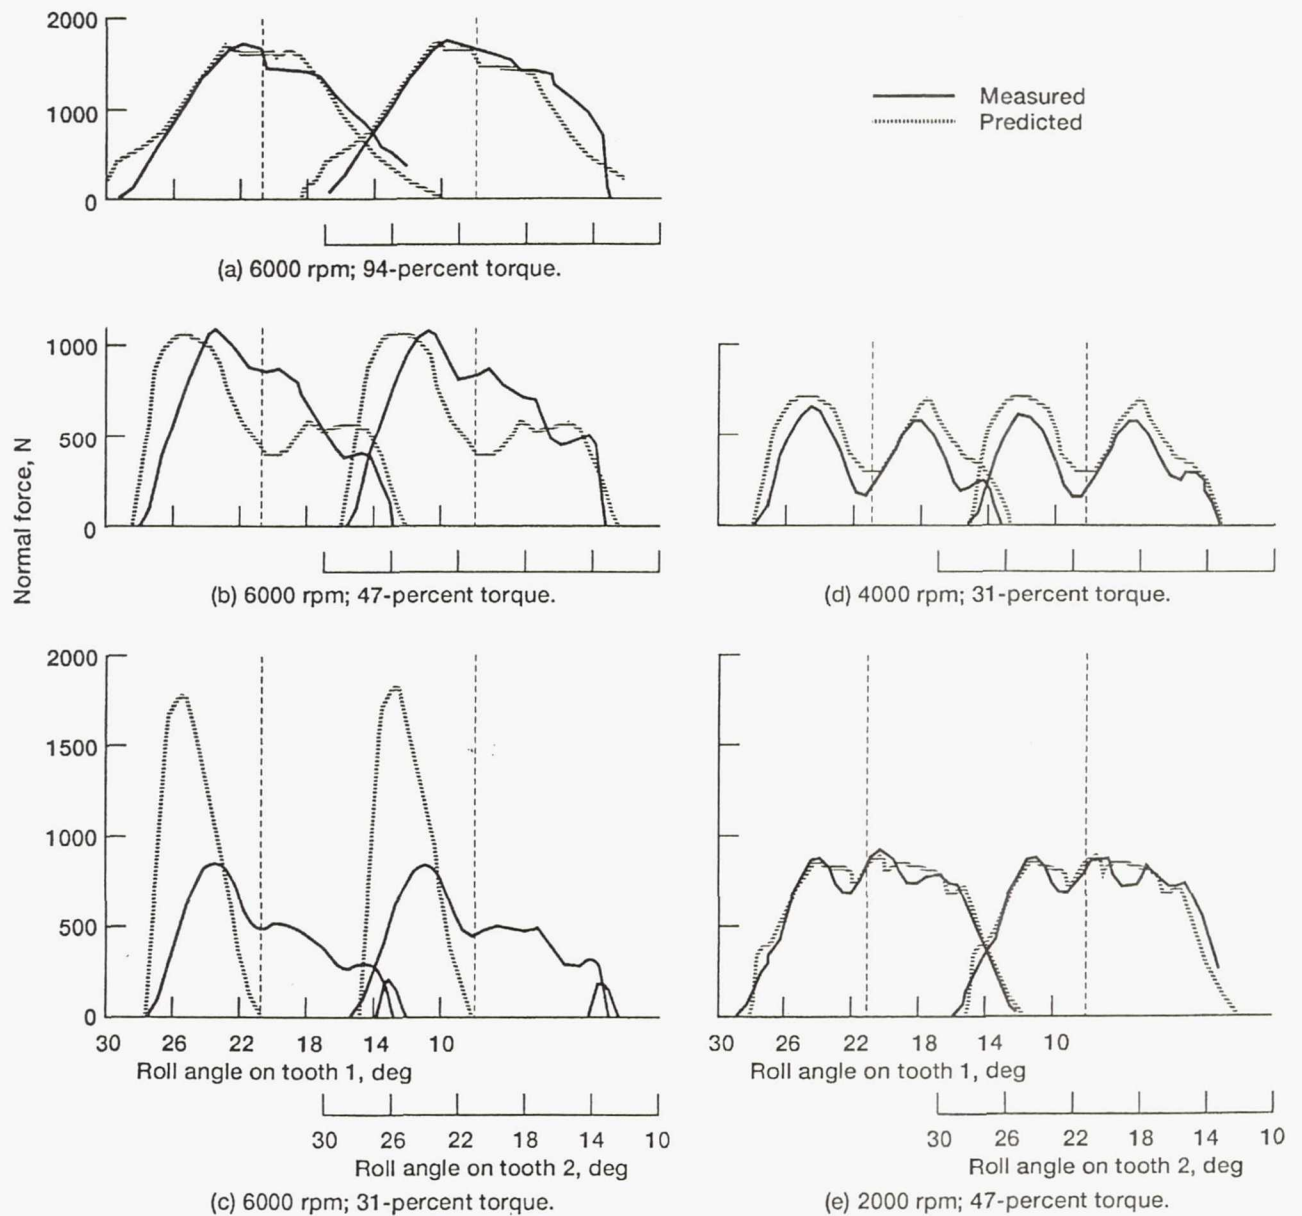 2000
1000
0
Measured
Predicted
(a) 6000 rpm; 94-percent torque.
Normal force, N
1000
500
0
(b) 6000 rpm; 47-percent torque.
(d) 4000 rpm; 31-percent torque.
2000
1500
1000
500
0
30 26 22 18 14 10
Roll angle on tooth 1, deg
30 26 22 18 14 10
Roll angle on tooth 2, deg
(c) 6000 rpm; 31-percent torque.
30 26 22 18 14 10
Roll angle on tooth 1, deg
30 26 22 18 14 10
Roll angle on tooth 2, deg
(e) 2000 rpm; 47-percent torque.